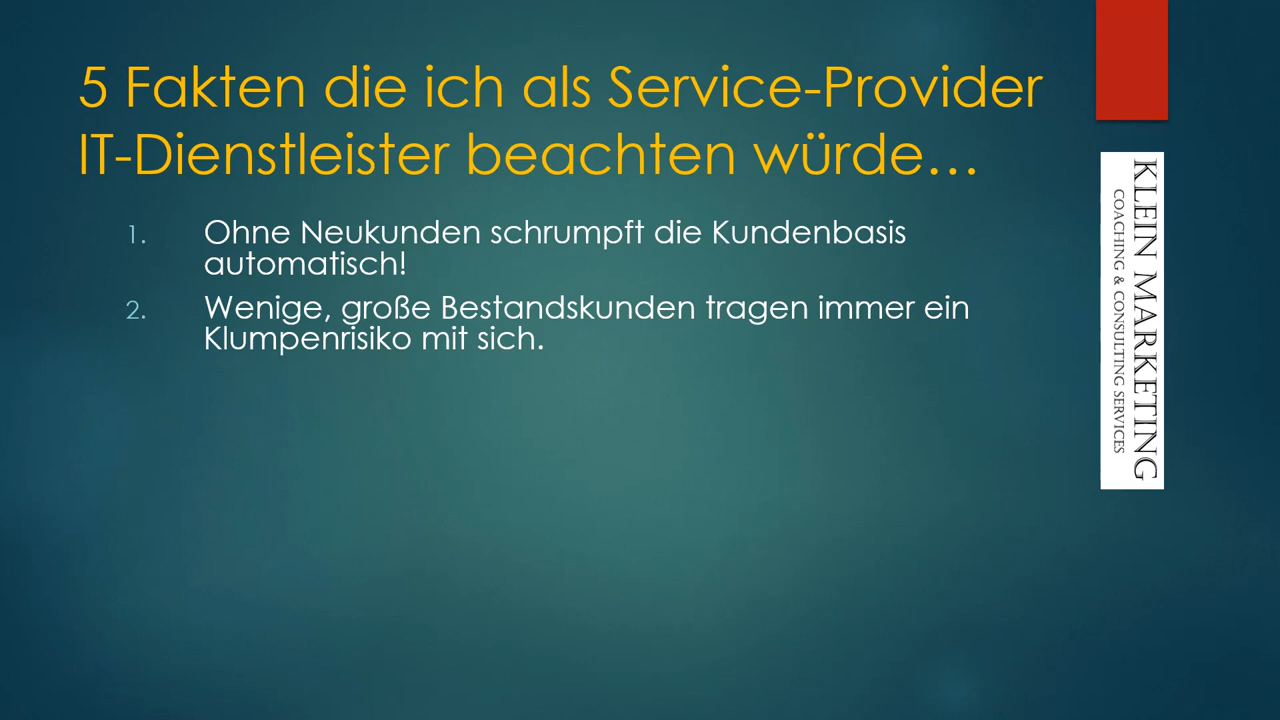 5 Fakten die ich als Service-Provider
IT-Dienstleister beachten würde…
1. Ohne Neukunden schrumpft die Kundenbasis
automatisch!
2. Wenige, große Bestandskunden tragen immer ein
Klumpenrisiko mit sich.
KLEIN MARKETING
COACHING & CONSULTING SERVICES